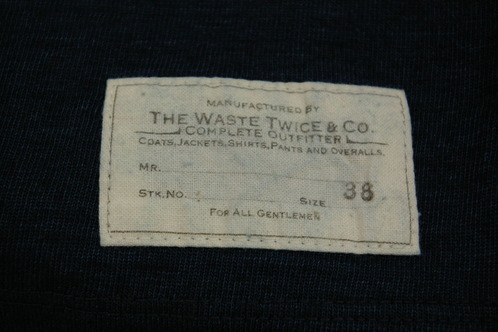 MANUFACTURED BY
THE WASTE TWICE & CO.
COMPLETE OUTFITTER
COATS, JACKETS, SHIRTS, PANTS AND OVERALLS.
MR.
STK.NO. SIZE 38
FOR ALL GENTLEMEN